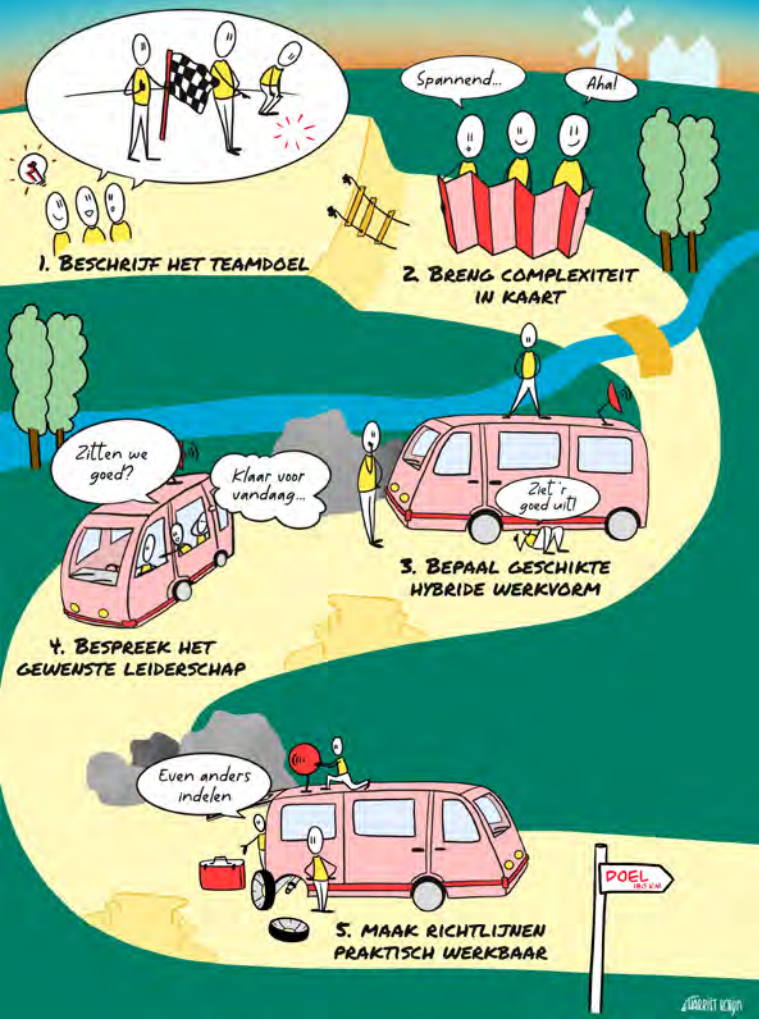 Spannend...
Aha!
1. BESCHRIJF HET TEAMDOEL
2. BRENG COMPLEXITEIT
IN KAART
Zitten we
goed?
Klaar voor
vandaag...
Ziet 'r
goed uit!
3. BEPAAL GESCHIKTE
HYBRIDE WERKVORM
4. BESPREEK HET
GEWENSTE LEIDERSCHAP
Even anders
indelen
5. MAAK RICHTLIJNEN
PRAKTISCH WERKBAAR
DOEL
180 KM